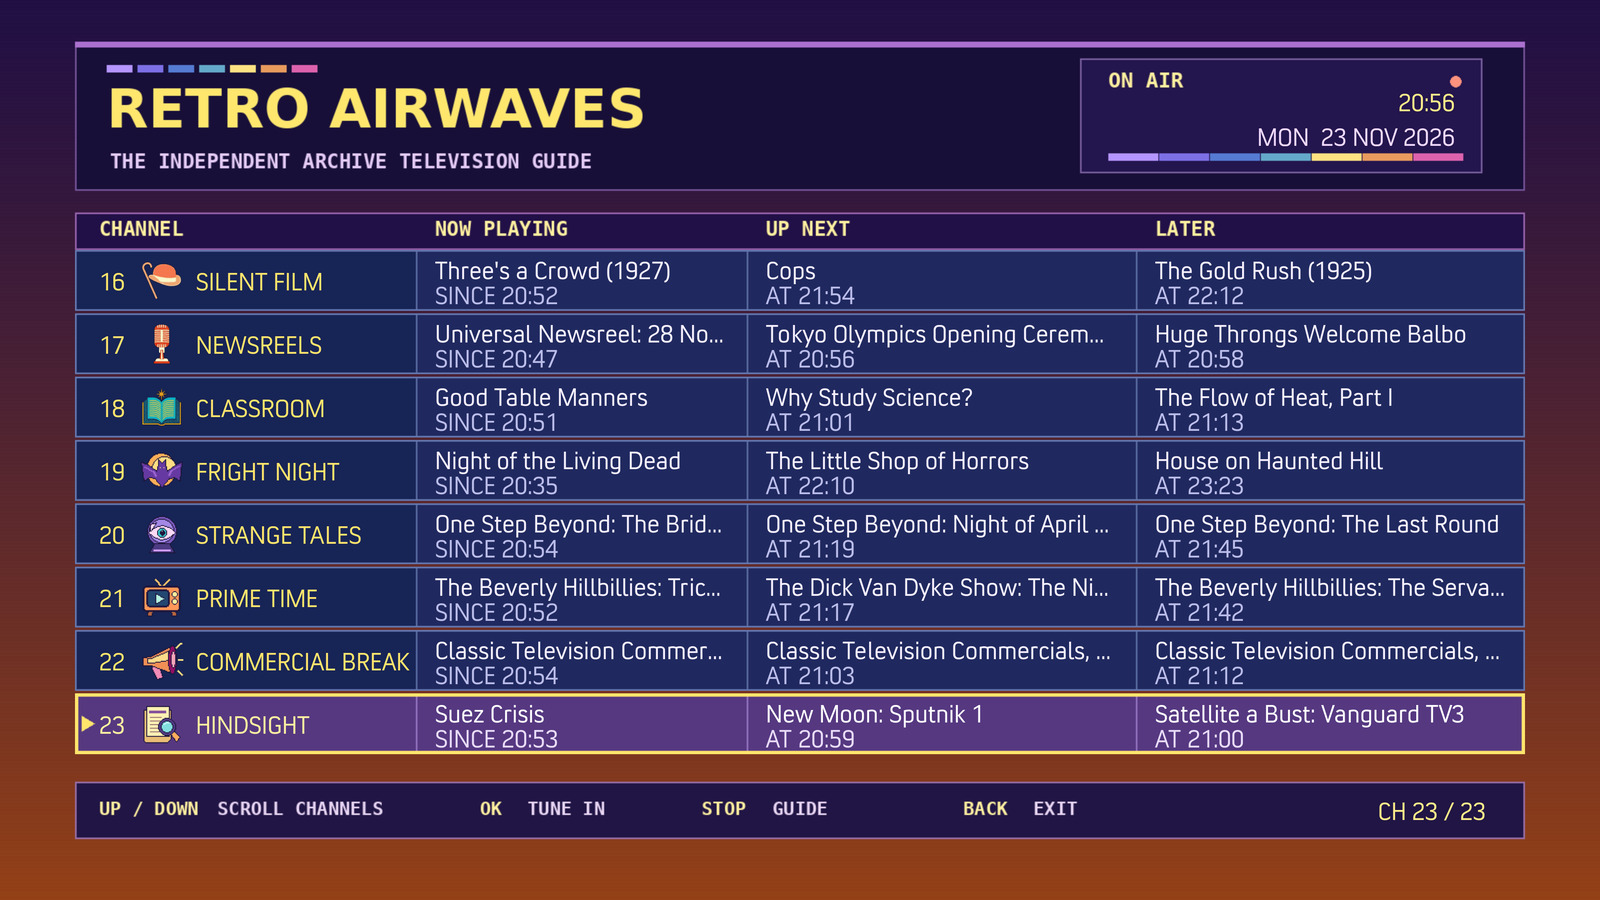 RETRO AIRWAVES
THE INDEPENDENT ARCHIVE TELEVISION GUIDE
ON AIR
20:56
MON 23 NOV 2026
CHANNEL NOW PLAYING UP NEXT LATER
16 SILENT FILM
Three's a Crowd (1927)
SINCE 20:52
Cops
AT 21:54
The Gold Rush (1925)
AT 22:12
17 NEWSREELS
Universal Newsreel: 28 No...
SINCE 20:47
Tokyo Olympics Opening Cerem...
AT 20:56
Huge Throngs Welcome Balbo
AT 20:58
18 CLASSROOM
Good Table Manners
SINCE 20:51
Why Study Science?
AT 21:01
The Flow of Heat, Part I
AT 21:13
19 FRIGHT NIGHT
Night of the Living Dead
SINCE 20:35
The Little Shop of Horrors
AT 22:10
House on Haunted Hill
AT 23:23
20 STRANGE TALES
One Step Beyond: The Brid...
SINCE 20:54
One Step Beyond: Night of April ...
AT 21:19
One Step Beyond: The Last Round
AT 21:45
21 PRIME TIME
The Beverly Hillbillies: Tric...
SINCE 20:52
The Dick Van Dyke Show: The Ni...
AT 21:17
The Beverly Hillbillies: The Serva...
AT 21:42
22 COMMERCIAL BREAK
Classic Television Commer...
SINCE 20:54
Classic Television Commercials, ...
AT 21:03
Classic Television Commercials, ...
AT 21:12
23 HINDSIGHT
Suez Crisis
SINCE 20:53
New Moon: Sputnik 1
AT 20:59
Satellite a Bust: Vanguard TV3
AT 21:00
UP / DOWN SCROLL CHANNELS OK TUNE IN STOP GUIDE BACK EXIT CH 23 / 23